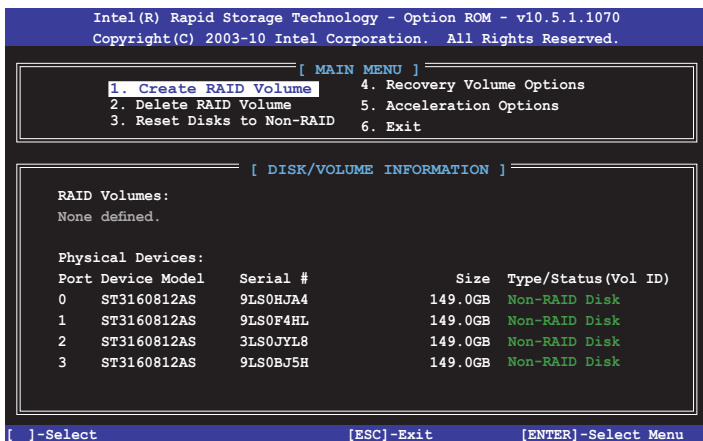 Intel(R) Rapid Storage Technology - Option ROM - v10.5.1.1070
Copyright(C) 2003-10 Intel Corporation. All Rights Reserved.
[ MAIN MENU ]
1. Create RAID Volume
2. Delete RAID Volume
3. Reset Disks to Non-RAID
4. Recovery Volume Options
5. Acceleration Options
6. Exit
[ DISK/VOLUME INFORMATION ]
RAID Volumes:
None defined.
Physical Devices:
Port Device Model Serial # Size Type/Status(Vol ID)
0 ST3160812AS 9LS0HJA4 149.0GB Non-RAID Disk
1 ST3160812AS 9LS0F4HL 149.0GB Non-RAID Disk
2 ST3160812AS 3LS0JYL8 149.0GB Non-RAID Disk
3 ST3160812AS 9LS0BJ5H 149.0GB Non-RAID Disk
[ ]-Select [ESC]-Exit [ENTER]-Select Menu